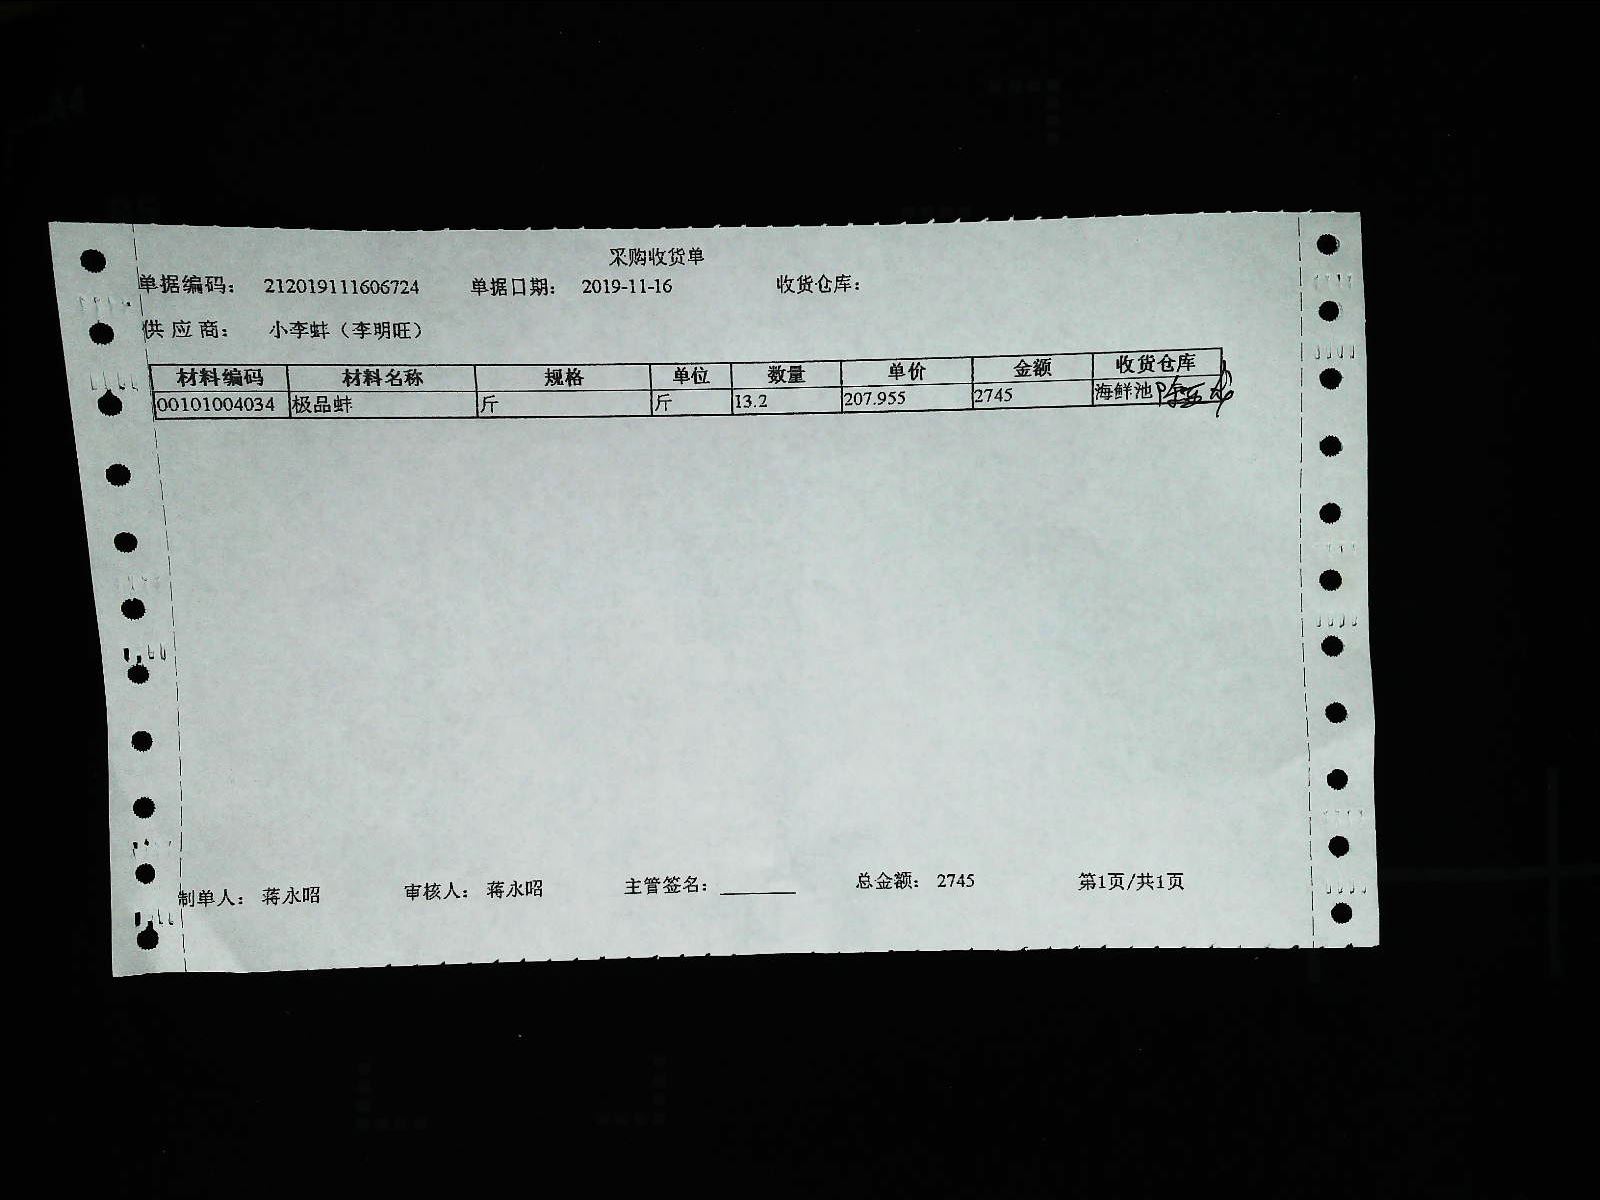 采购收货单
单据编码： 212019111606724 单据日期： 2019-11-16 收货仓库：
供应商： 小李蚌（李明旺）
材料编码 材料名称 规格 单位 数量 单价 金额 收货仓库
00101004034 极品蚌 斤 斤 13.2 207.955 2745 海鲜池
制单人： 蒋永昭 审核人： 蒋永昭 主管签名：_______ 总金额： 2745 第1页/共1页